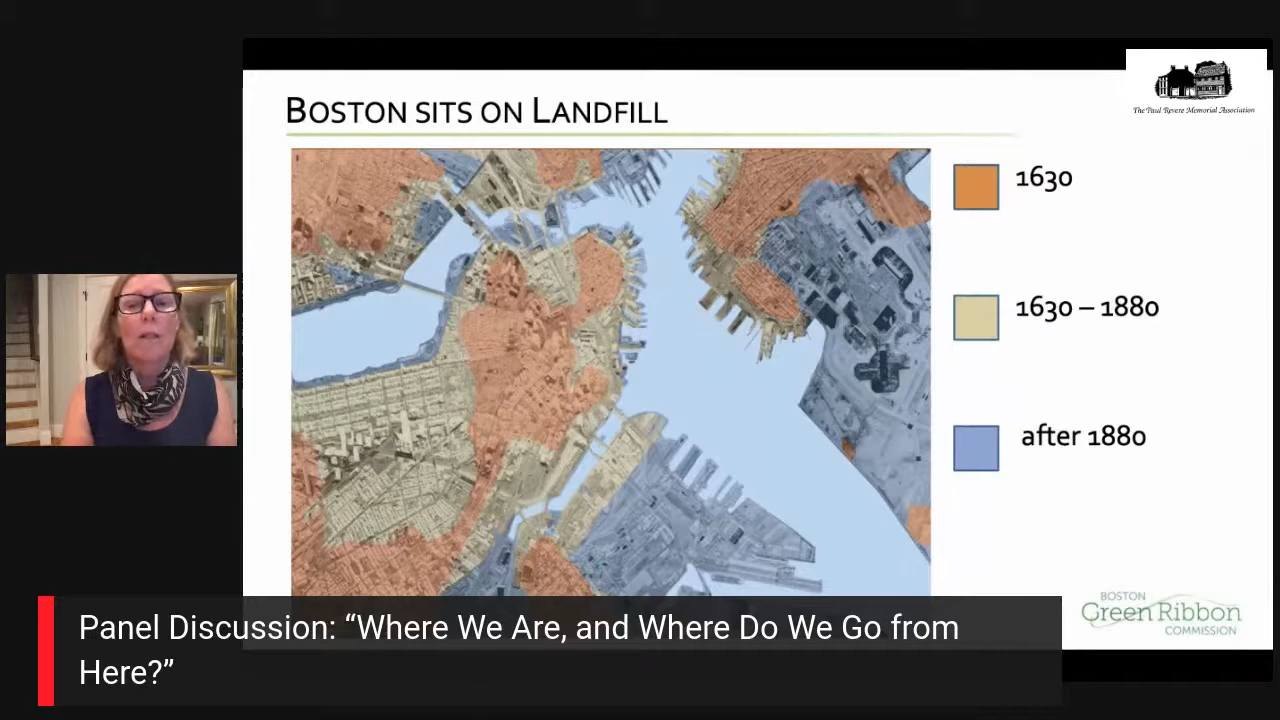 The Paul Revere Memorial Association
BOSTON SITS ON LANDFILL
1630
1630 – 1880
after 1880
BOSTON
Green Ribbon
COMMISSION
Panel Discussion: “Where We Are, and Where Do We Go from
Here?”